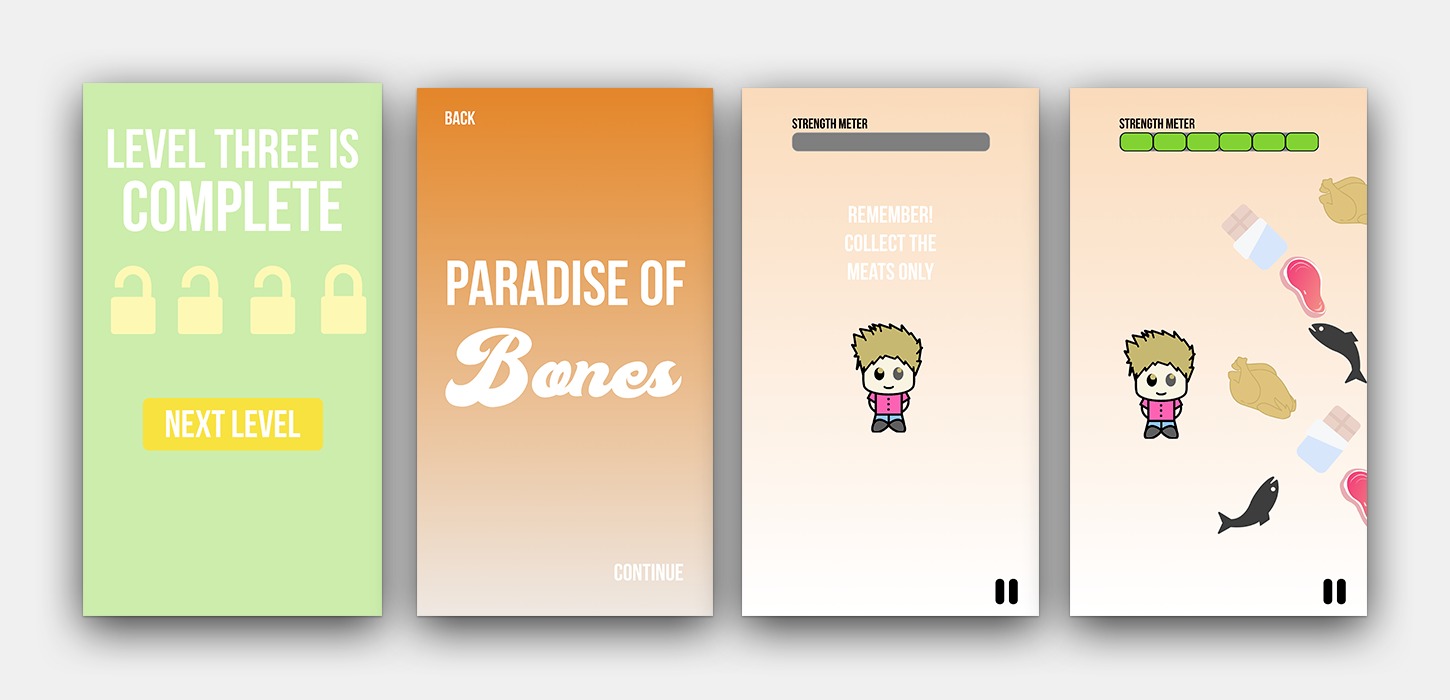 LEVEL THREE IS
COMPLETE
NEXT LEVEL
BACK
PARADISE OF
Bones
CONTINUE
STRENGTH METER
REMEMBER!
COLLECT THE
MEATS ONLY
STRENGTH METER